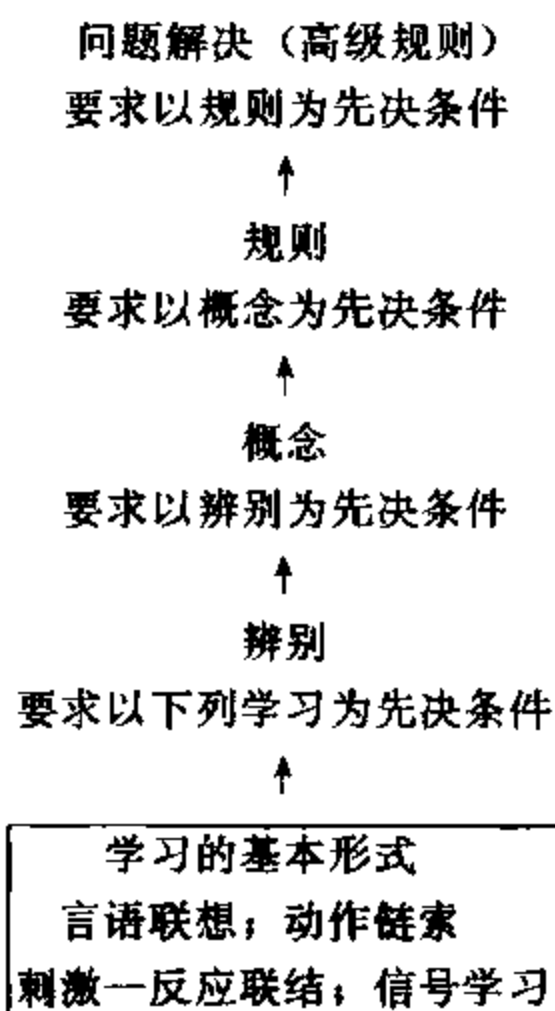 问题解决（高级规则）
要求以规则为先决条件
规则
要求以概念为先决条件
概念
要求以辨别为先决条件
辨别
要求以下列学习为先决条件
学习的基本形式
言语联想；动作链索
刺激—反应联结；信号学习